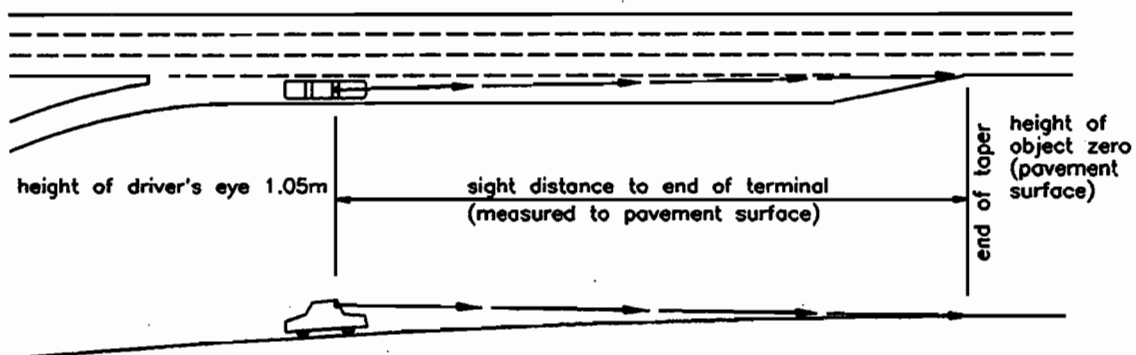 height of driver's eye 1.05m
sight distance to end of terminal
(measured to pavement surface)
end of taper
height of
object zero
(pavement
surface)